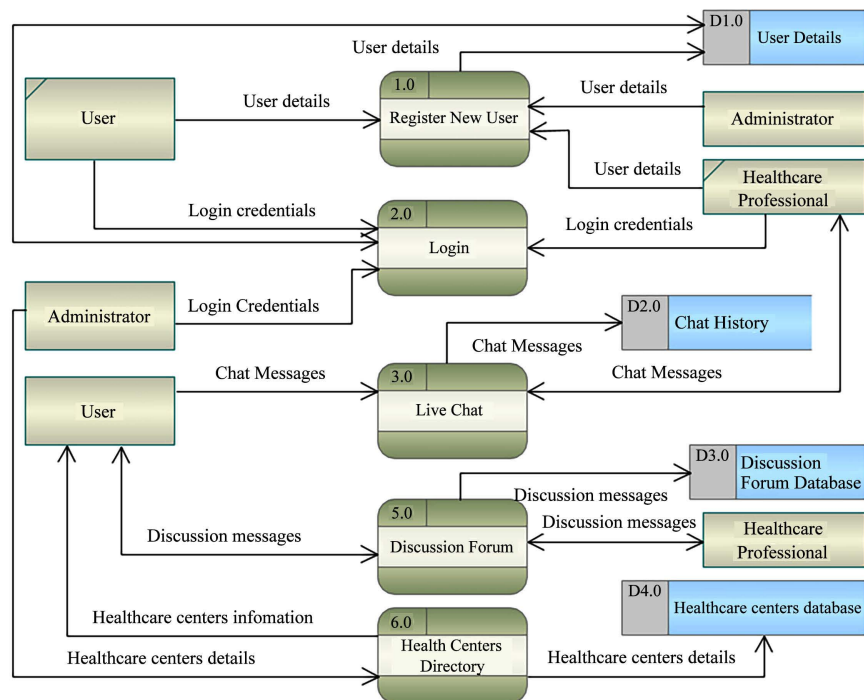 D1.0
User Details
User details
1.0
User details
User
User details
Register New User
Administrator
User details
Healthcare
Professional
Login credentials
2.0
Login credentials
Login
Login Credentials
Administrator
D2.0
Chat History
Chat Messages
Chat Messages
3.0
Chat Messages
User
Live Chat
D3.0
Discussion
Forum Database
Discussion messages
5.0
Discussion messages
Healthcare
Professional
Discussion messages
Discussion Forum
D4.0
Healthcare centers database
Healthcare centers infomation
6.0
Health Centers
Directory
Healthcare centers details
Healthcare centers details